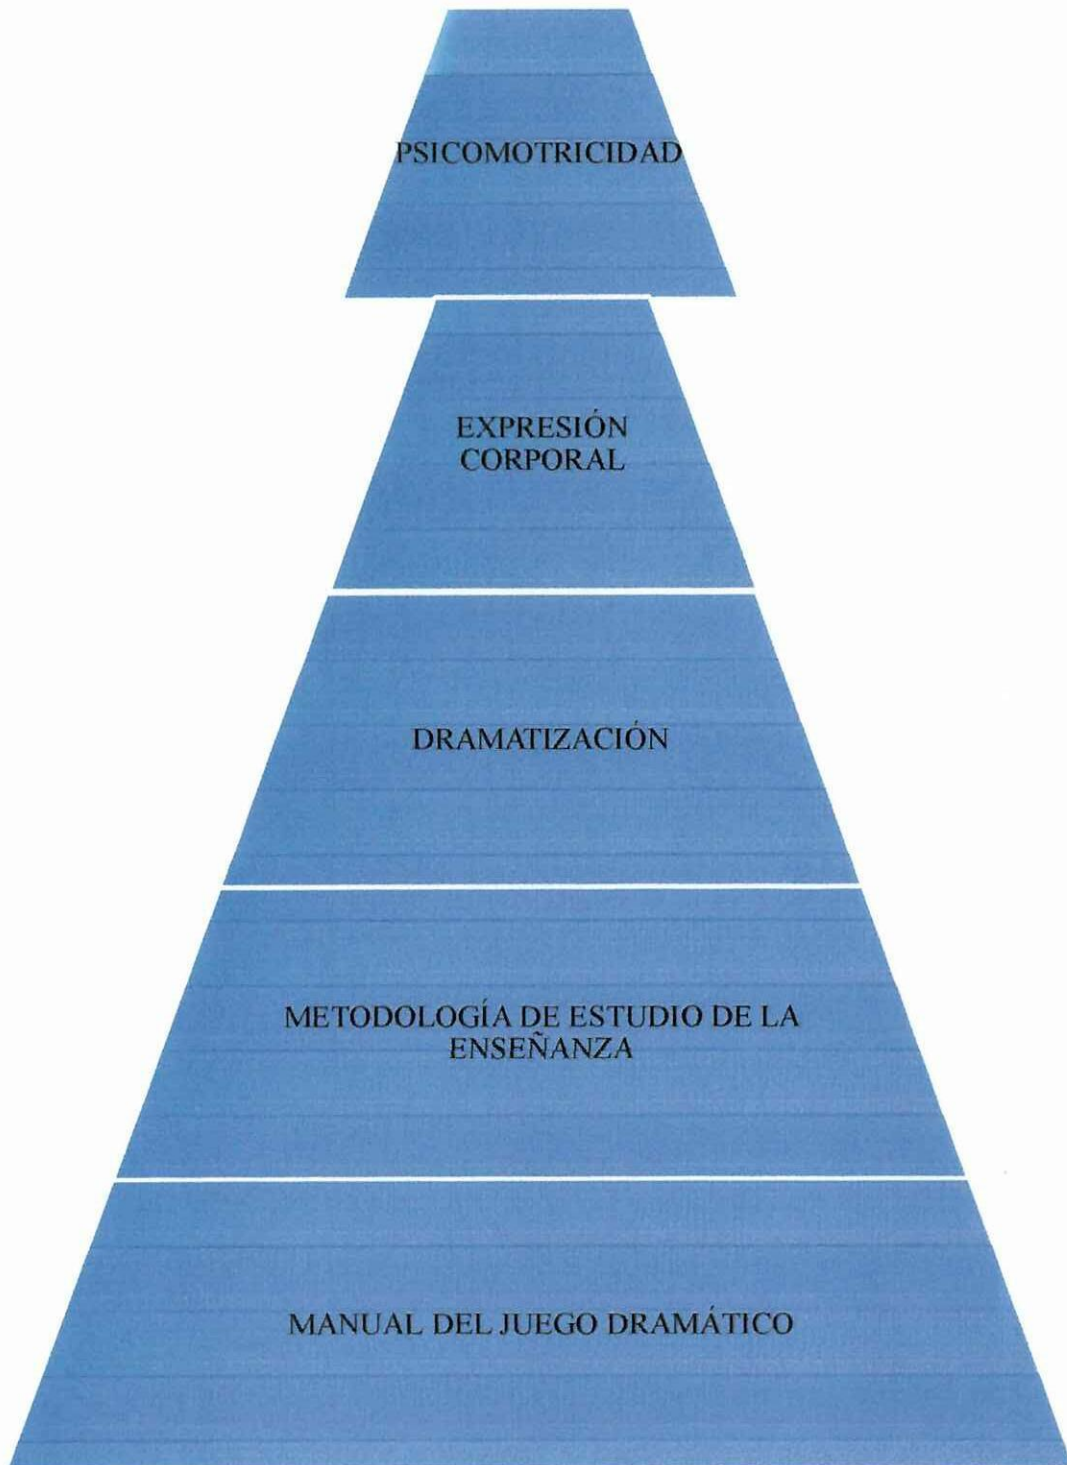 PSICOMOTRICIDAD
EXPRESIÓN
CORPORAL
DRAMATIZACIÓN
METODOLOGÍA DE ESTUDIO DE LA
ENSEÑANZA
MANUAL DEL JUEGO DRAMÁTICO